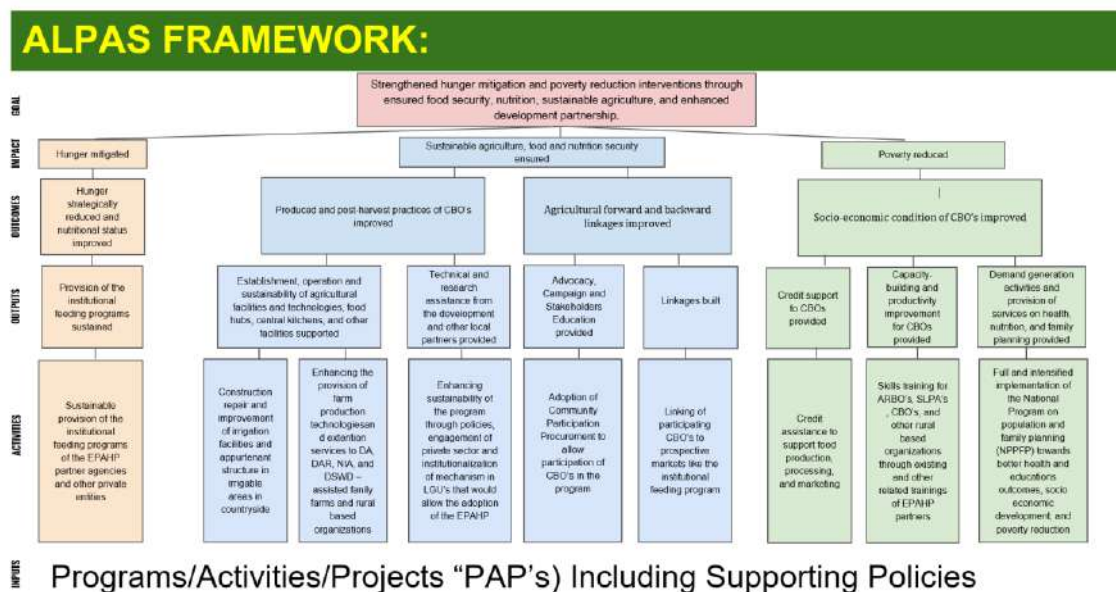 ALPAS FRAMEWORK:
GOAL
Strengthened hunger mitigation and poverty reduction interventions through
ensured food security, nutrition, sustainable agriculture, and enhanced
development partnership.
IMPACT
Hunger mitigated
Sustainable agriculture, food and nutrition security
ensured
Poverty reduced
OUTCOMES
Hunger
strategically
reduced and
nutritional status
improved
Produced and post-harvest practices of CBO's
improved
Agricultural forward and backward
linkages improved
Socio-economic condition of CBO's improved
OUTPUTS
Provision of the
institutional
feeding programs
sustained
Establishment, operation and
sustainability of agricultural
facilities and technologies, food
hubs, central kitchens, and other
facilities supported
Technical and
research
assistance from
the development
and other local
partners provided
Advocacy,
Campaign and
Stakeholders
Education
provided
Linkages built
Credit support
to CBOs
provided
Capacity-
building and
productivity
improvement
for CBOs
provided
Demand generation
activities and
provision of
services on health,
nutrition, and family
planning provided
ACTIVITIES
Sustainable
provision of the
institutional
feeding programs
of the EPAHP
partner agencies
and other private
entities
Construction
repair and
improvement
of irrigation
facilities and
appurtenant
structure in
irrigable
areas in
countryside
Enhancing the
provision of
farm
production
technologiesand
extention
services to DA,
DAR, NIA, and
DSWD –
assisted family
farms and rural
based
organizations
Enhancing
sustainability of
the program
through policies,
engagement of
private sector and
institutionalization
of mechanism in
LGU's that would
allow the adoption
of the EPAHP
Adoption of
Community
Participation
Procurement to
allow
participation of
CBO's in the
program
Linking of
participating
CBO's to
prospective
markets like the
institutional
feeding program
Credit
assistance to
support food
production,
processing,
and marketing
Skills training for
ARBO's, SLPA's
, CBO's, and
other rural
based
organizations
through existing
and other
related trainings
of EPAHP
partners
Full and intensified
implementation of
the National
Program on
population and
family planning
(NPPFP) towards
better health and
educations
outcomes, socio
economic
development, and
poverty reduction
INPUTS
Programs/Activities/Projects “PAP's) Including Supporting Policies